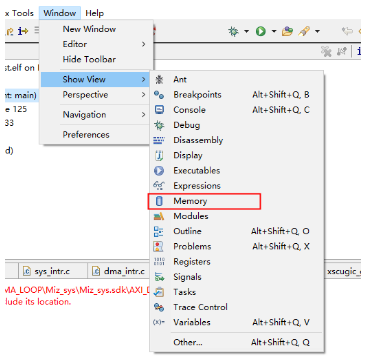 x Tools Window Help
New Window
Editor
Hide Toolbar
st.elf on l
Show View
Perspective
Navigation
Preferences
nt: main)
e 125
33
d)
Ant
Breakpoints Alt+Shift+Q, B
Console Alt+Shift+Q, C
Debug
Disassembly
Display
Executables
Expressions
Memory
Modules
Outline Alt+Shift+Q, O
Problems Alt+Shift+Q, X
Registers
Signals
Tasks
Trace Control
(x)= Variables Alt+Shift+Q, V
Other... Alt+Shift+Q, Q
sys_intr.c dma_intr.c xscugic_
MA_LOOP\Miz_sys\Miz_sys.sdk\AXI_D
lude its location.